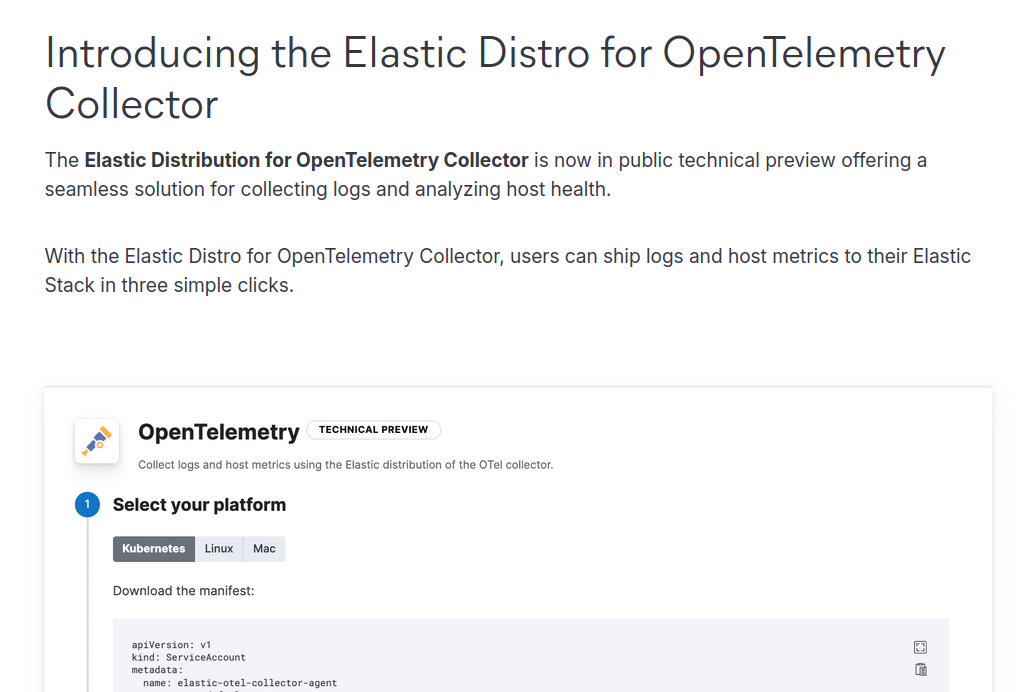 Introducing the Elastic Distro for OpenTelemetry
Collector
The Elastic Distribution for OpenTelemetry Collector is now in public technical preview offering a
seamless solution for collecting logs and analyzing host health.
With the Elastic Distro for OpenTelemetry Collector, users can ship logs and host metrics to their Elastic
Stack in three simple clicks.
OpenTelemetry TECHNICAL PREVIEW
Collect logs and host metrics using the Elastic distribution of the OTel collector.
1 Select your platform
Kubernetes Linux Mac
Download the manifest:
apiVersion: v1
kind: ServiceAccount
metadata:
name: elastic-otel-collector-agent